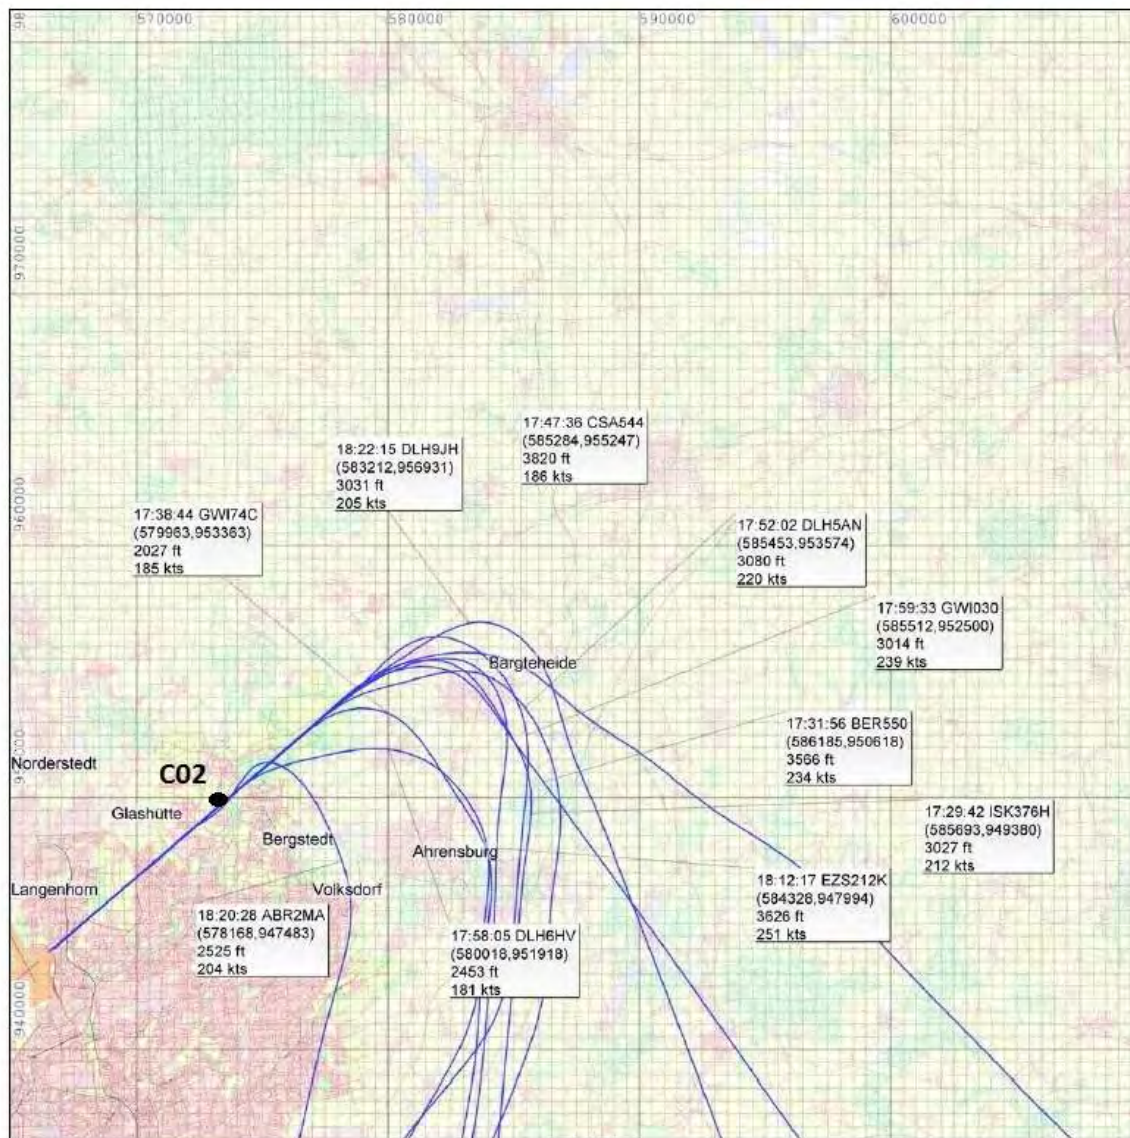 570000
580000
590000
600000
98
970000
960000
950000
940000
17:47:36 CSA544
(585284,955247)
3820 ft
186 kts
18:22:15 DLH9JH
(583212,956931)
3031 ft
205 kts
17:38:44 GWI74C
(579963,953363)
2027 ft
185 kts
17:52:02 DLH5AN
(585453,953574)
3080 ft
220 kts
17:59:33 GWI030
(585512,952500)
3014 ft
239 kts
Bargteheide
17:31:56 BER550
(586185,950618)
3566 ft
234 kts
Norderstedt
C02
Glashütte
17:29:42 ISK376H
(585693,949380)
3027 ft
212 kts
Bergstedt
Ahrensburg
Langenhorn
Volksdorf
18:12:17 EZS212K
(584328,947994)
3626 ft
251 kts
18:20:28 ABR2MA
(578168,947483)
2525 ft
204 kts
17:58:05 DLH6HV
(580018,951918)
2453 ft
181 kts